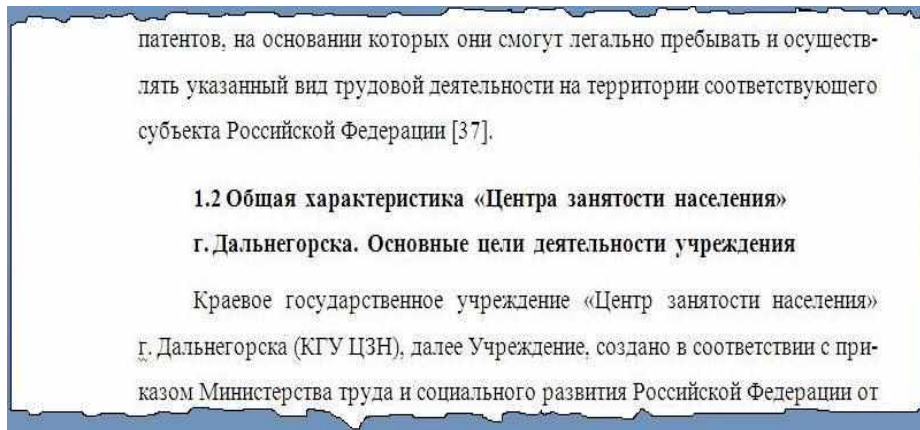 патентов, на основании которых они смогут легально пребывать и осуществ-
лять указанный вид трудовой деятельности на территории соответствующего
субъекта Российской Федерации [37].
1.2 Общая характеристика «Центра занятости населения»
г. Дальнегорска. Основные цели деятельности учреждения
Краевое государственное учреждение «Центр занятости населения»
г. Дальнегорска (КГУ ЦЗН), далее Учреждение, создано в соответствии с при-
казом Министерства труда и социального развития Российской Федерации от